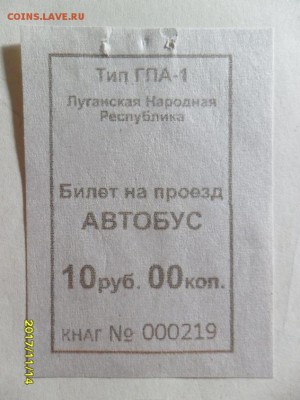 COINS.LAVE.RU
Тип ГЛА-1
Луганская Народная
Республика
Билет на проезд
АВТОБУС
10руб. 00коп.
КНАГ № 000219
2017/11/14